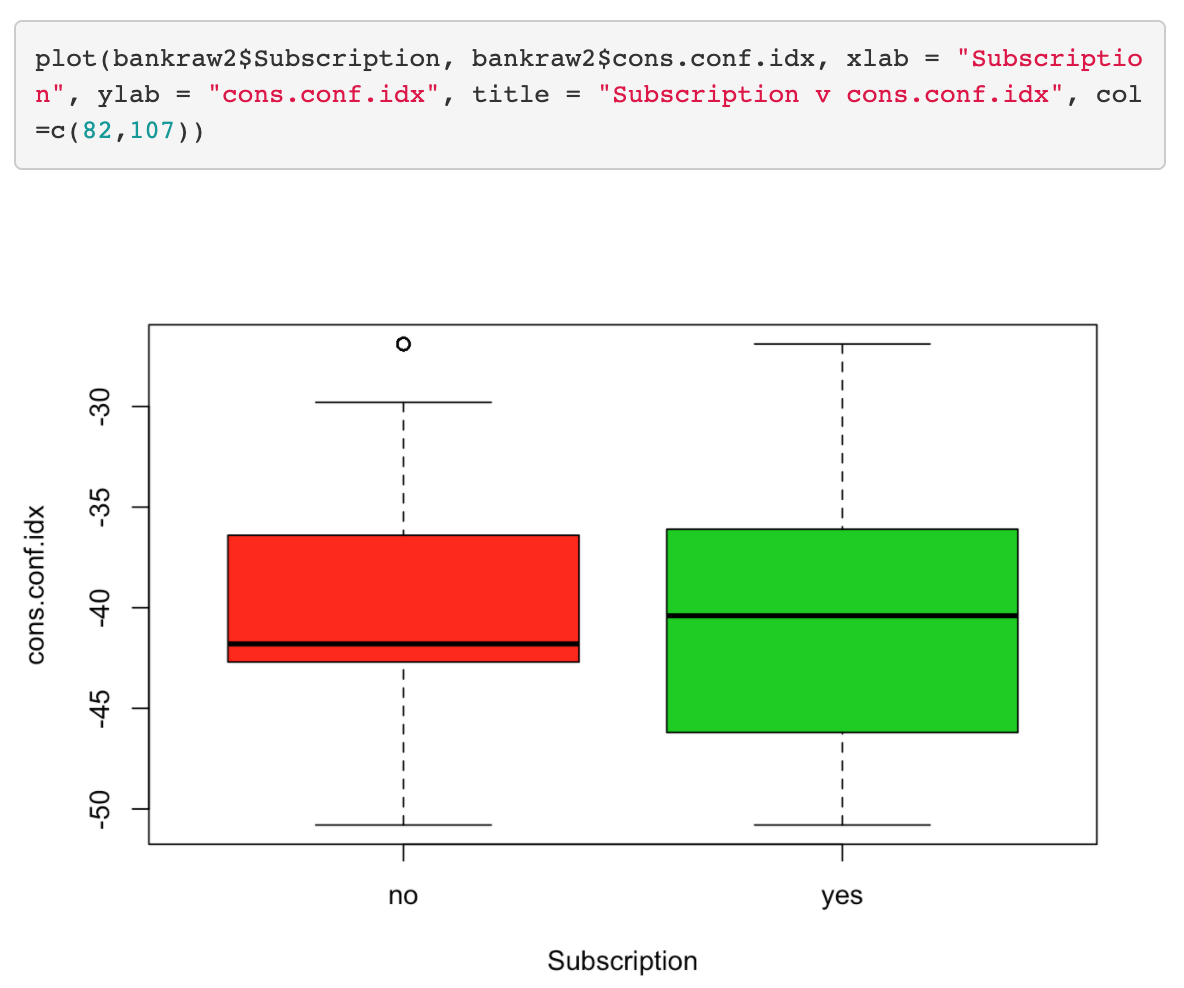 plot(bankraw2$Subscription, bankraw2$cons.conf.idx, xlab = "Subscriptio
n", ylab = "cons.conf.idx", title = "Subscription v cons.conf.idx", col
=c(82,107))
-30
-35
-40
-45
-50
cons.conf.idx
no yes
Subscription